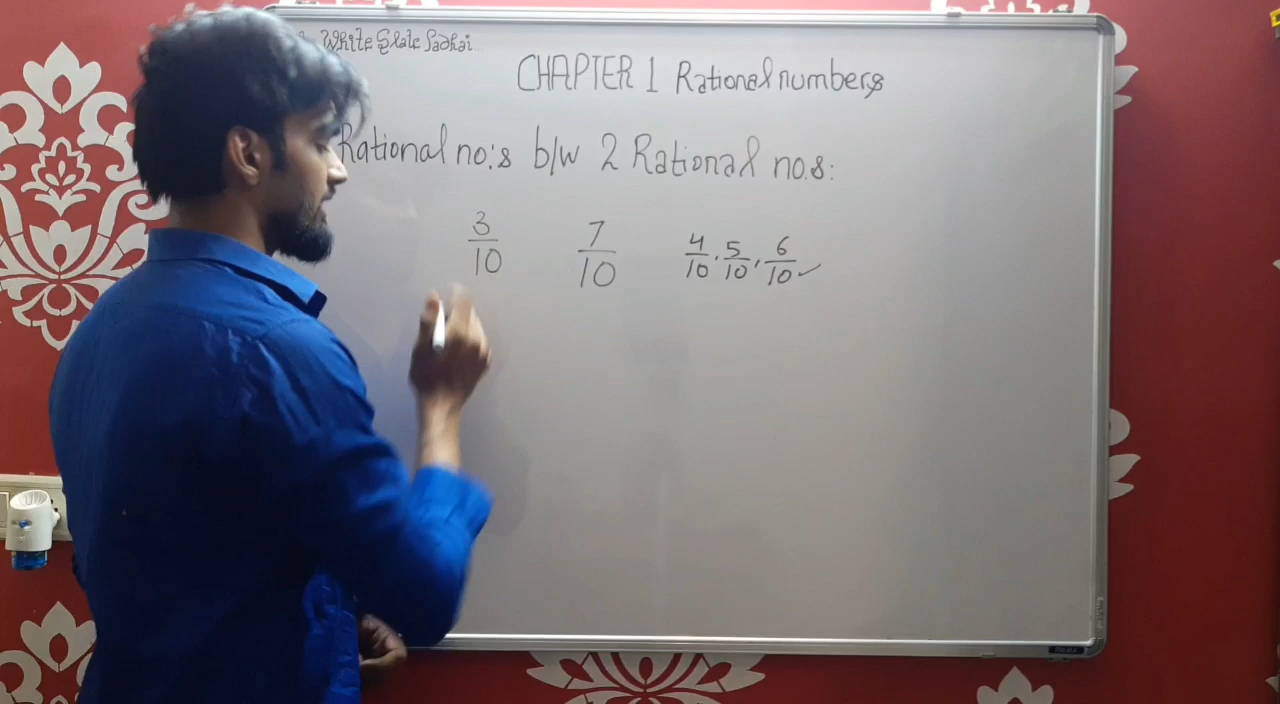 White Slate Padhai
CHAPTER 1 Rational numbers
Rational no:s b/w 2 Rational no.s:
3/10 7/10 4/10, 5/10, 6/10 ✓